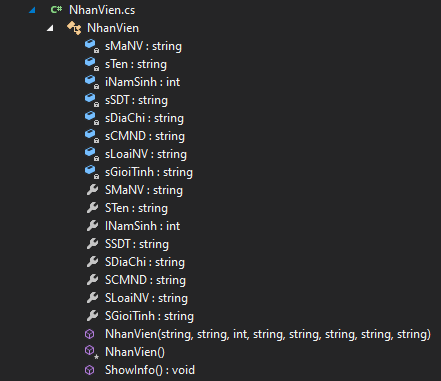 C# NhanVien.cs
NhanVien
sMaNV : string
sTen : string
iNamSinh : int
sSDT : string
sDiaChi : string
sCMND : string
sLoaiNV : string
sGioiTinh : string
SMaNV : string
STen : string
INamSinh : int
SSDT : string
SDiaChi : string
SCMND : string
SLoaiNV : string
SGioiTinh : string
NhanVien(string, string, int, string, string, string, string, string)
NhanVien()
ShowInfo() : void